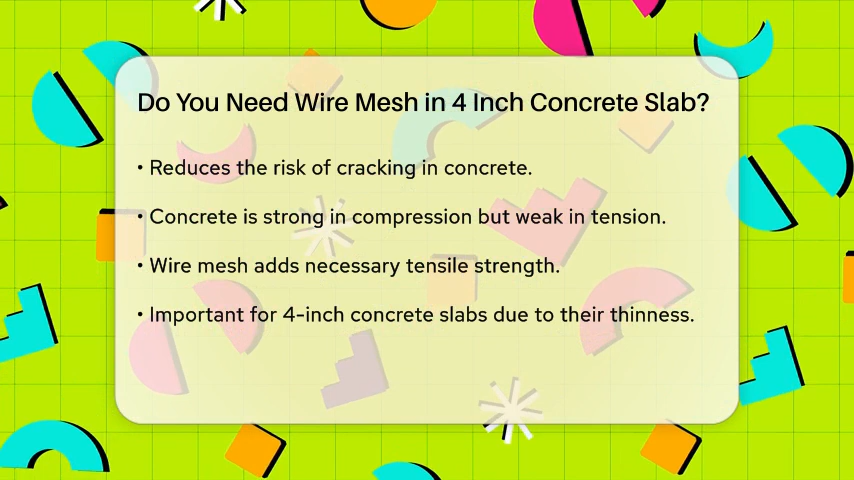 Do You Need Wire Mesh in 4 Inch Concrete Slab?
• Reduces the risk of cracking in concrete.
• Concrete is strong in compression but weak in tension.
• Wire mesh adds necessary tensile strength.
• Important for 4-inch concrete slabs due to their thinness.